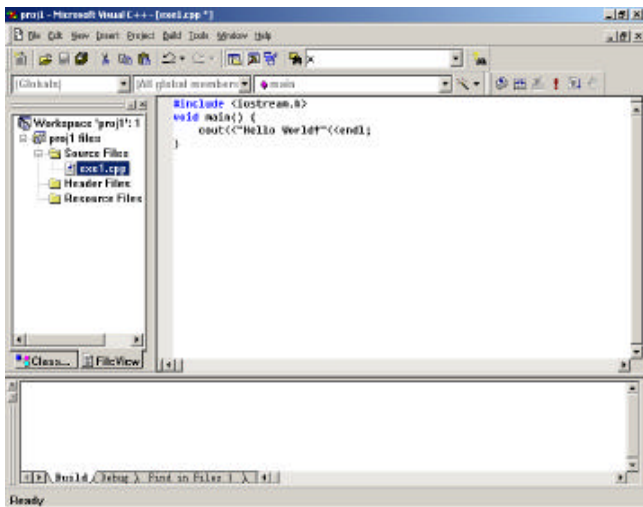 proj1 - Microsoft Visual C++ - [exe1.cpp *]
File Edit View Insert Project Build Tools Window Help
(Globals) [All global members main
#include <iostream.h>
void main() {
cout<<"Hello World!"<<endl;
}
Workspace 'proj1': 1
proj1 files
Source Files
exe1.cpp
Header Files
Resource Files
Class... FileView
Build Debug Find in Files 1
Ready